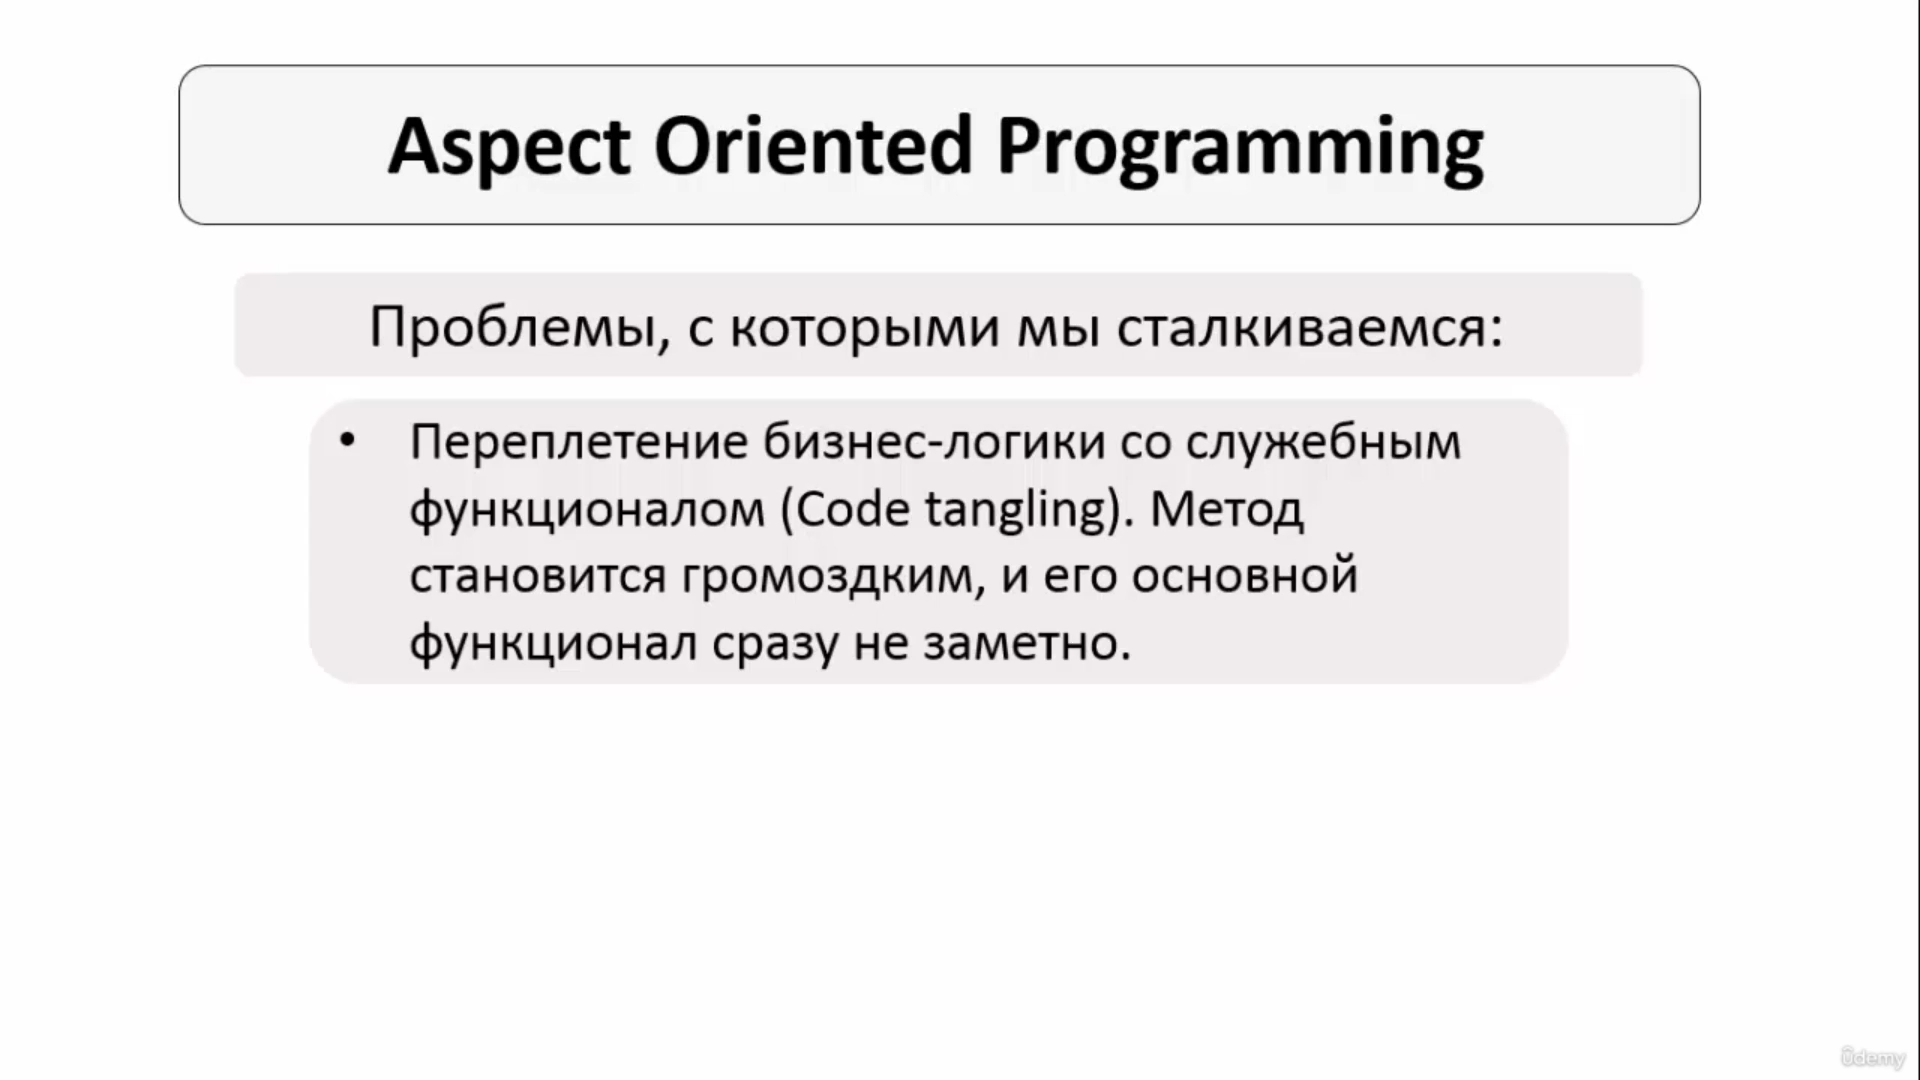 Aspect Oriented Programming
Проблемы, с которыми мы сталкиваемся:
• Переплетение бизнес-логики со служебным
функционалом (Code tangling). Метод
становится громоздким, и его основной
функционал сразу не заметно.
ûdemy